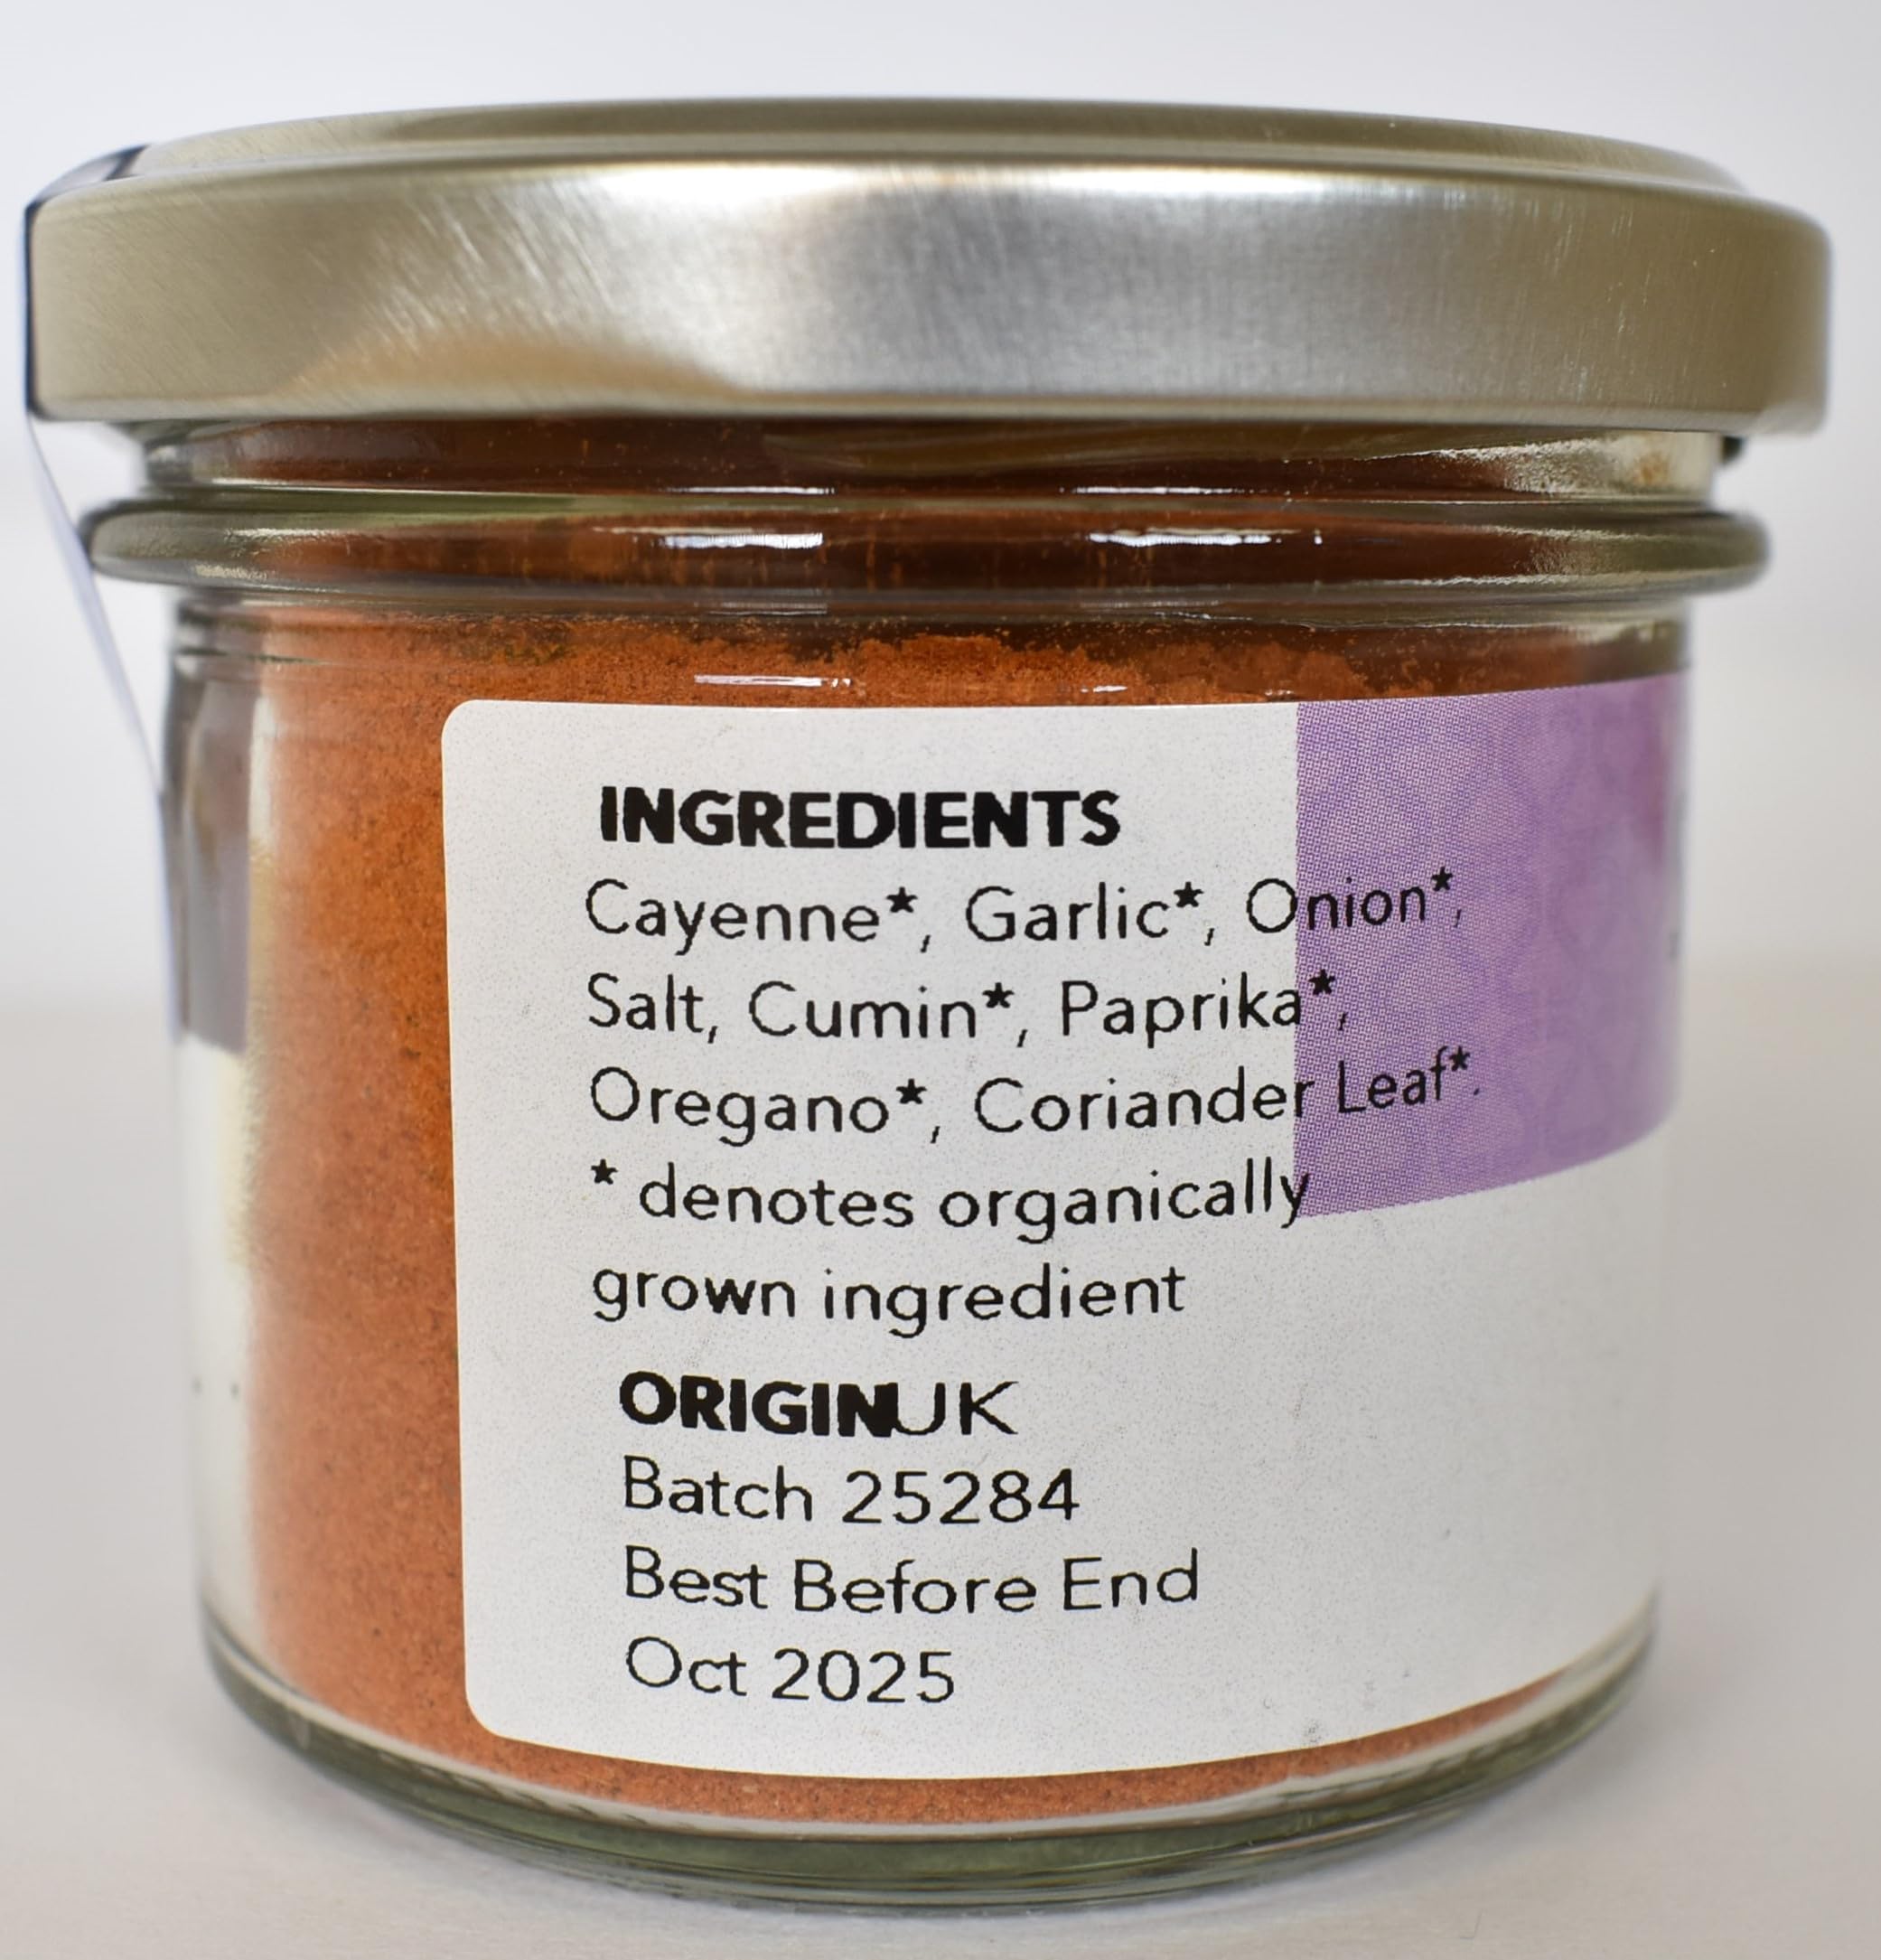 INGREDIENTS
Cayenne*, Garlic*, Onion*,
Salt, Cumin*, Paprika*,
Oregano*, Coriander Leaf*.
* denotes organically
grown ingredient
ORIGINUK
Batch 25284
Best Before End
Oct 2025